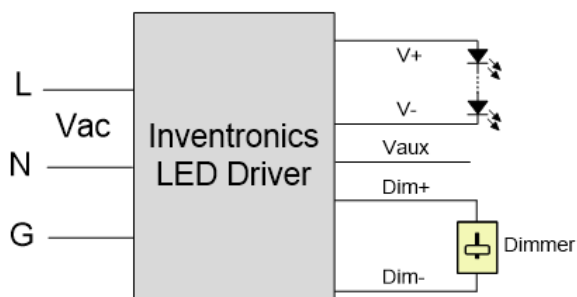 L
Vac
N
G
Inventronics
LED Driver
V+
V-
Vaux
Dim+
Dim-
Dimmer